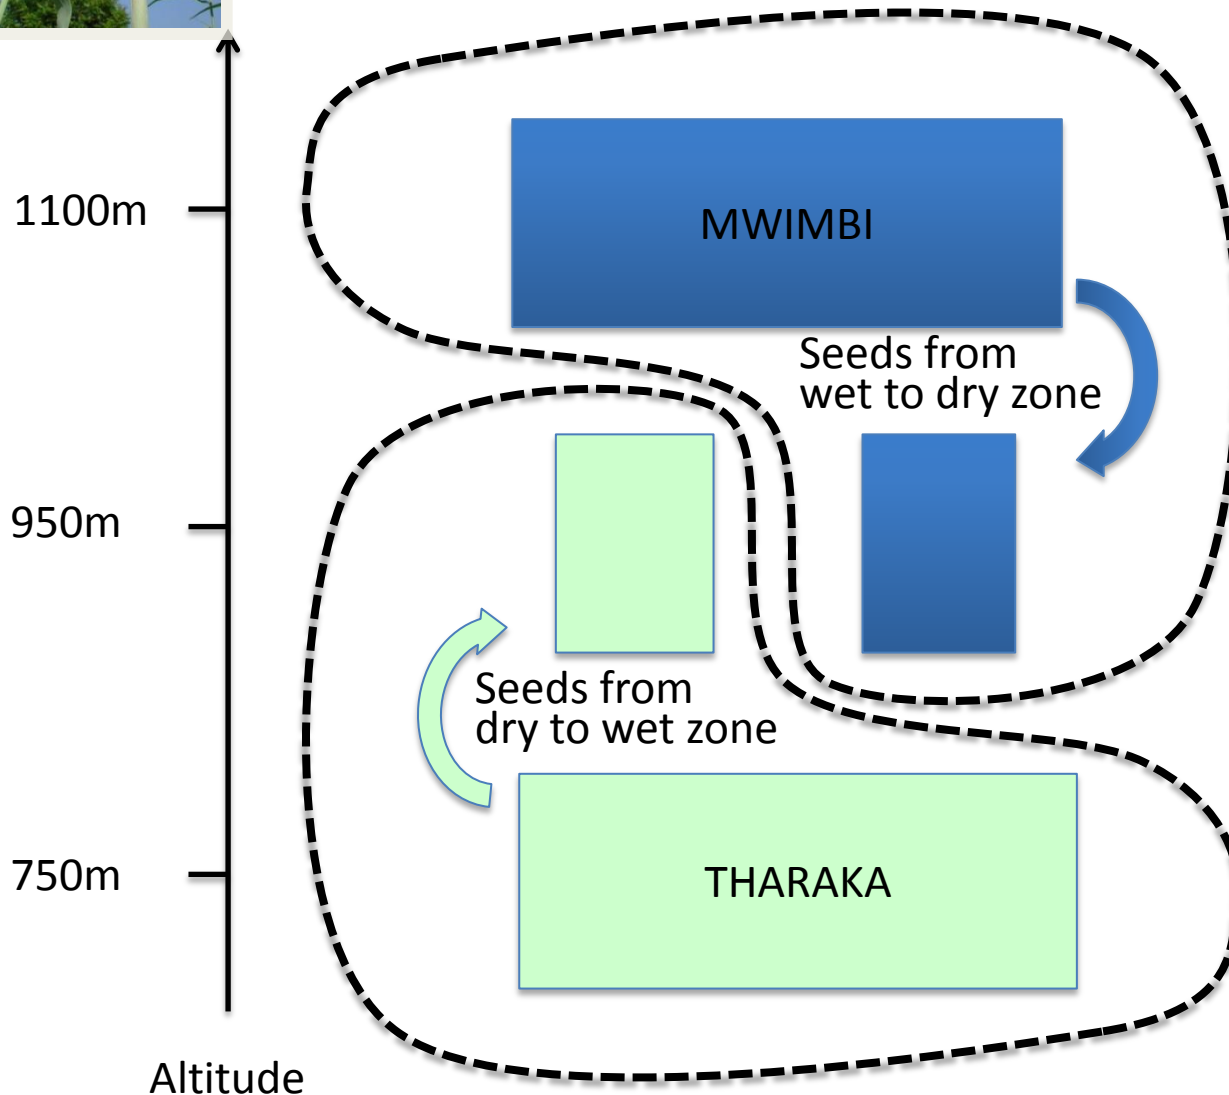 1100m
MWIMBI
Seeds from
wet to dry zone
950m
Seeds from
dry to wet zone
750m
THARAKA
Altitude